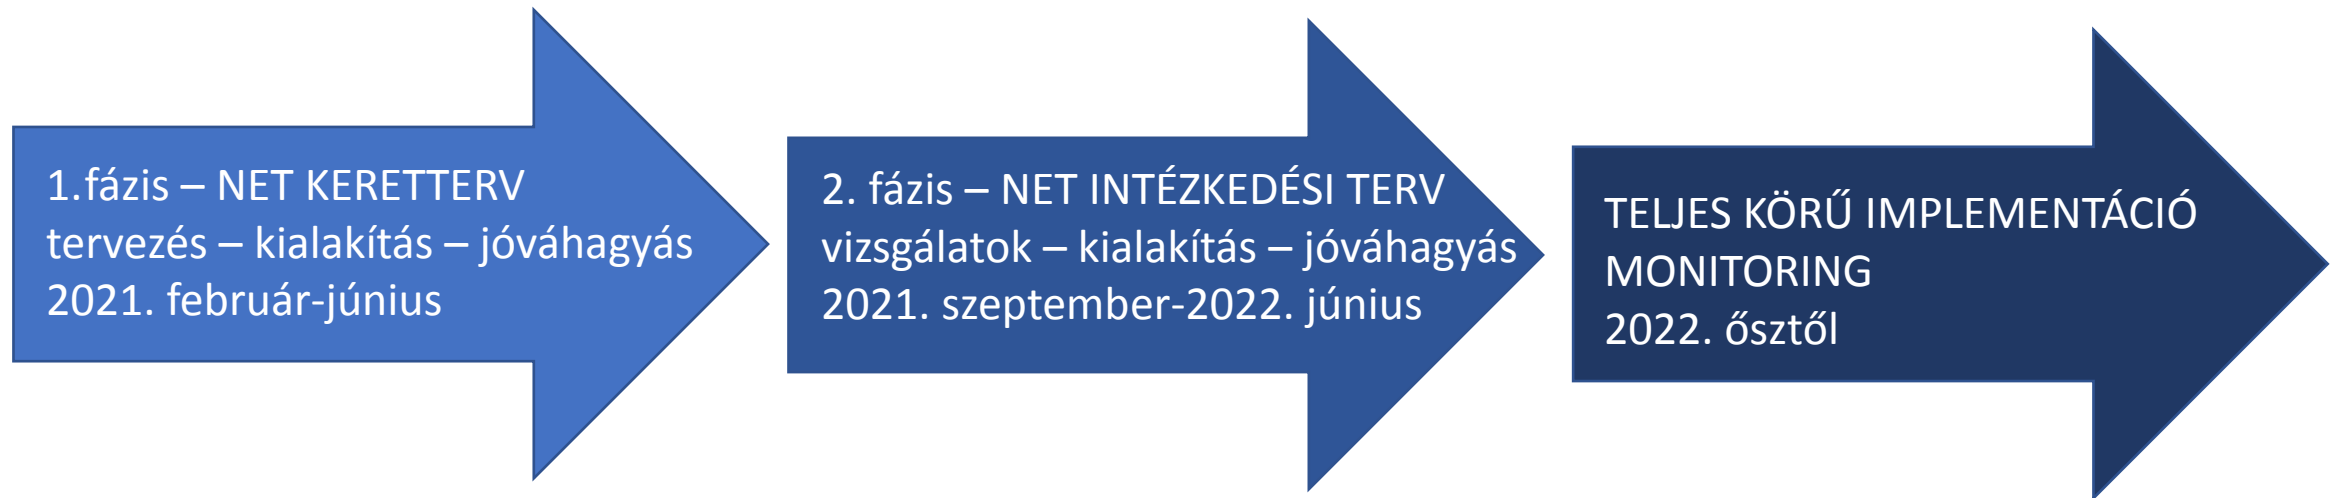 1.fázis – NET KERETTERV
tervezés – kialakítás – jóváhagyás
2021. február-június
2. fázis – NET INTÉZKEDÉSI TERV
vizsgálatok – kialakítás – jóváhagyás
2021. szeptember-2022. június
TELJES KÖRŰ IMPLEMENTÁCIÓ
MONITORING
2022. ősztől